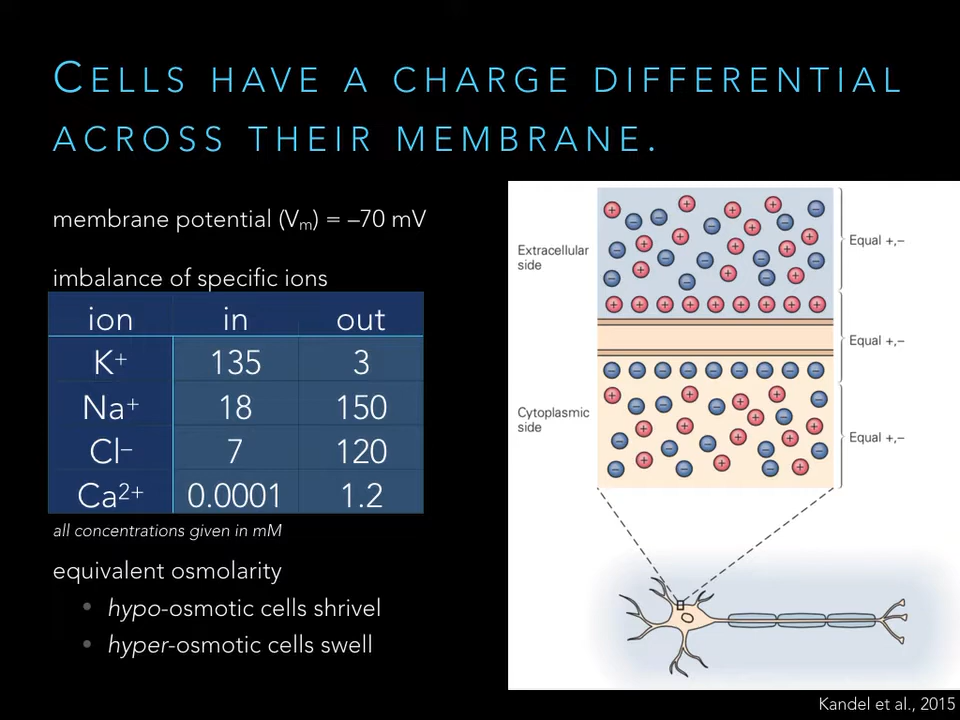 CELLS HAVE A CHARGE DIFFERENTIAL
ACROSS THEIR MEMBRANE.
membrane potential (Vm) = –70 mV
imbalance of specific ions
ion in out
K+ 135 3
Na+ 18 150
Cl– 7 120
Ca2+ 0.0001 1.2
all concentrations given in mM
equivalent osmolarity
• hypo-osmotic cells shrivel
• hyper-osmotic cells swell
Extracellular
side
Equal +,–
Equal +,–
Cytoplasmic
side
Equal +,–
Kandel et al., 2015